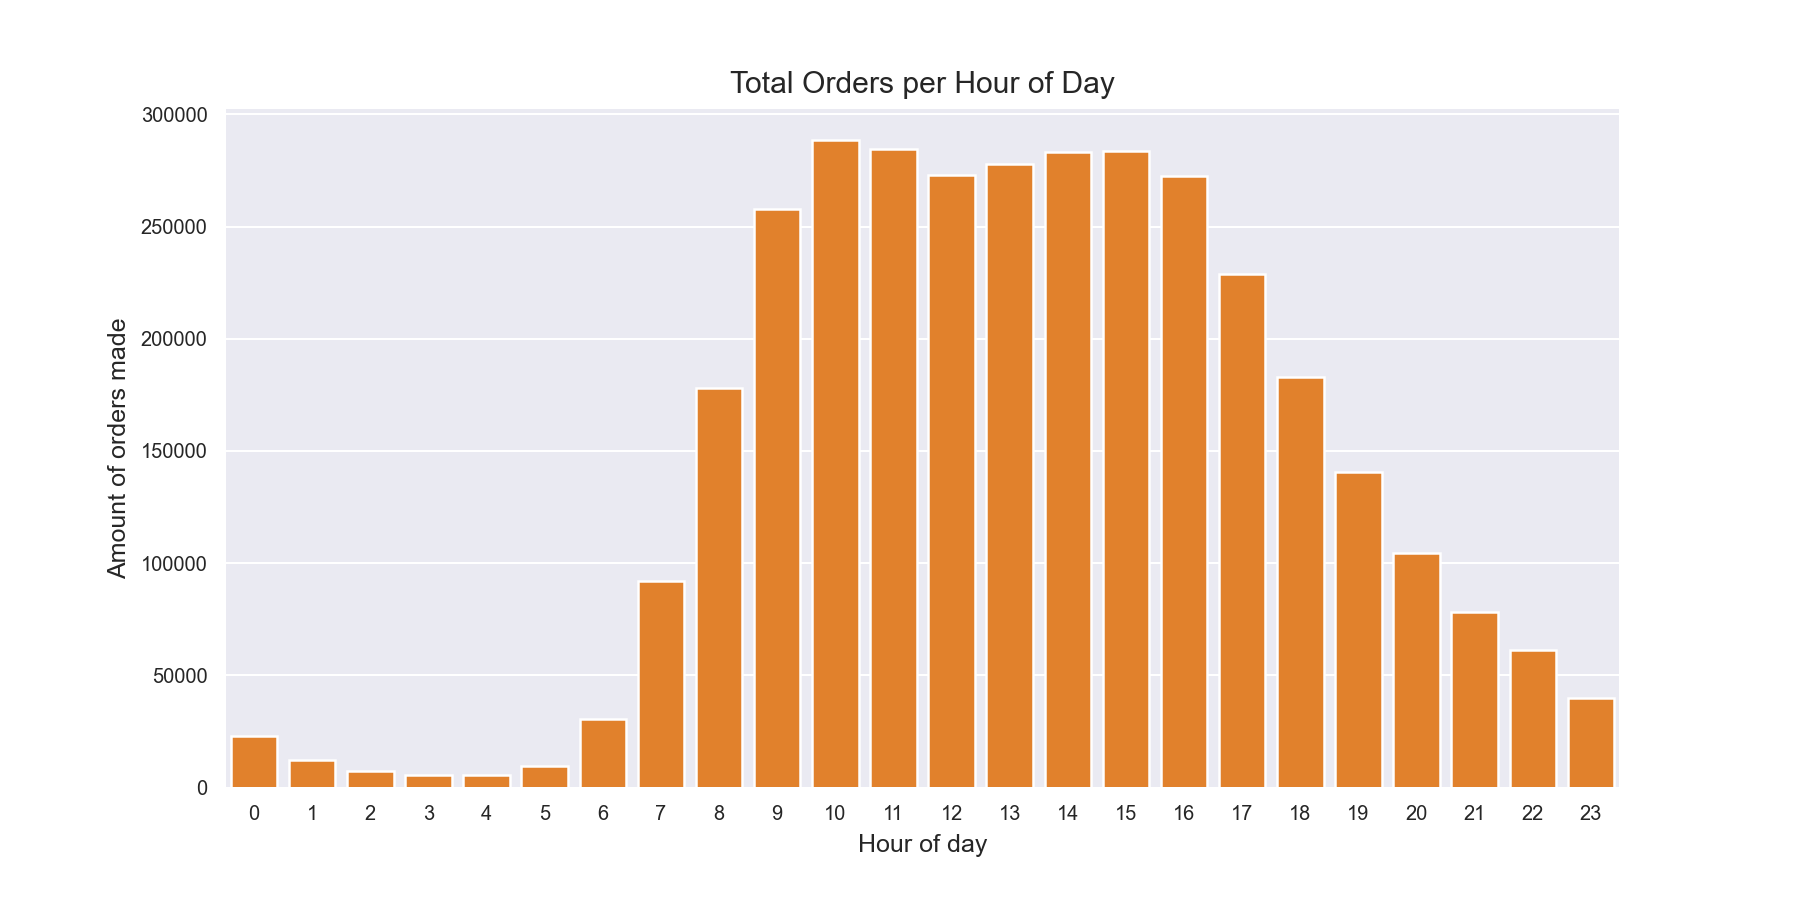 Total Orders per Hour of Day
Amount of orders made
300000
250000
200000
150000
100000
50000
0
0 1 2 3 4 5 6 7 8 9 10 11 12 13 14 15 16 17 18 19 20 21 22 23
Hour of day